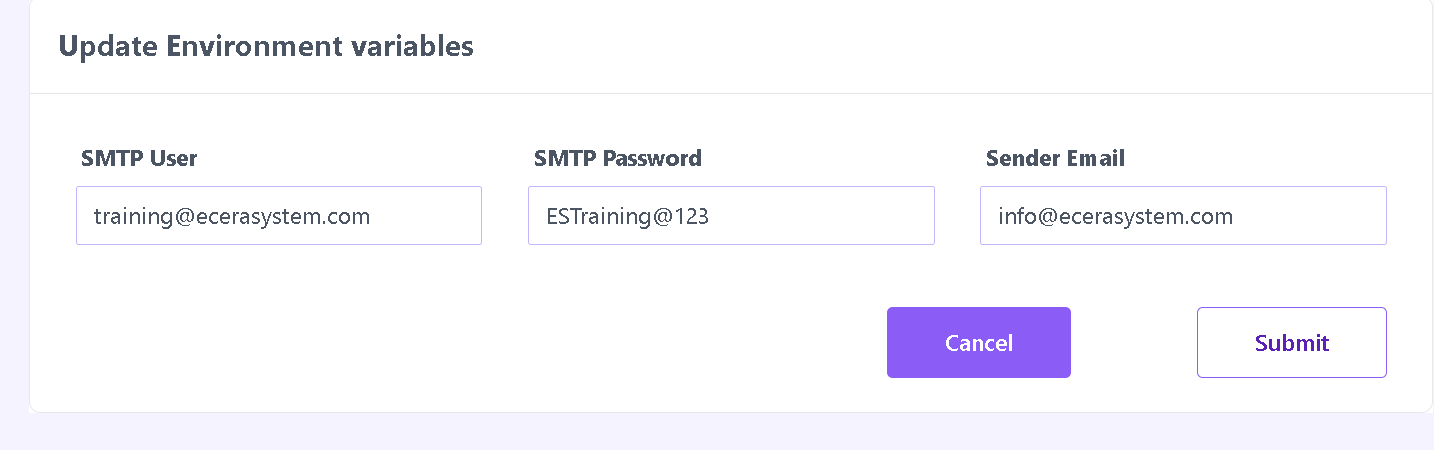 Update Environment variables
SMTP User
SMTP Password
Sender Email
training@ecerasystem.com
ESTraining@123
info@ecerasystem.com
Cancel
Submit